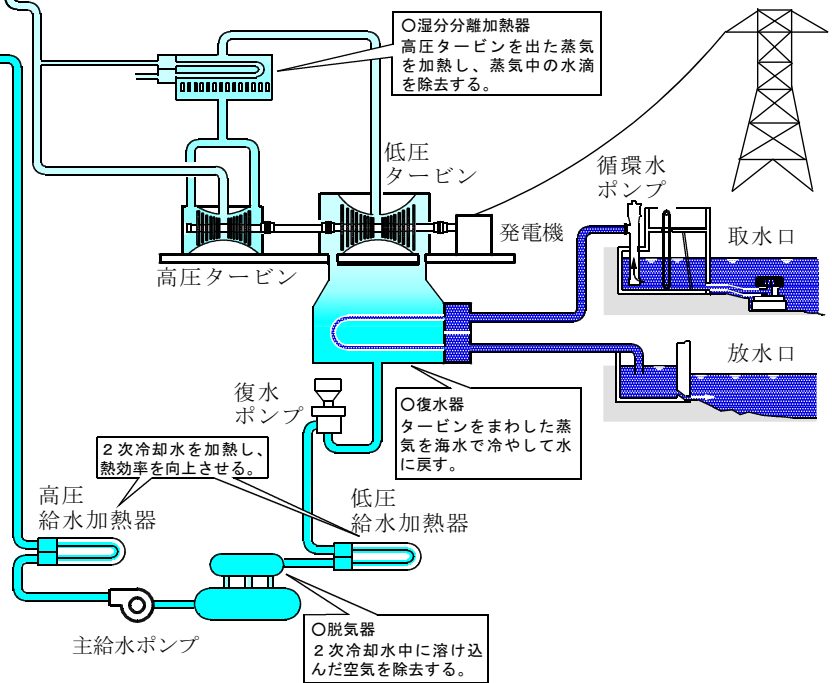 ○湿分分離加熱器
高圧タービンを出た蒸気
を加熱し、蒸気中の水滴
を除去する。
低圧
タービン
循環水
ポンプ
取水口
発電機
高圧タービン
放水口
復水
ポンプ
○復水器
タービンをまわした蒸
気を海水で冷やして水
に戻す。
２次冷却水を加熱し、
熱効率を向上させる。
高圧
給水加熱器
低圧
給水加熱器
主給水ポンプ
○脱気器
２次冷却水中に溶け込
んだ空気を除去する。